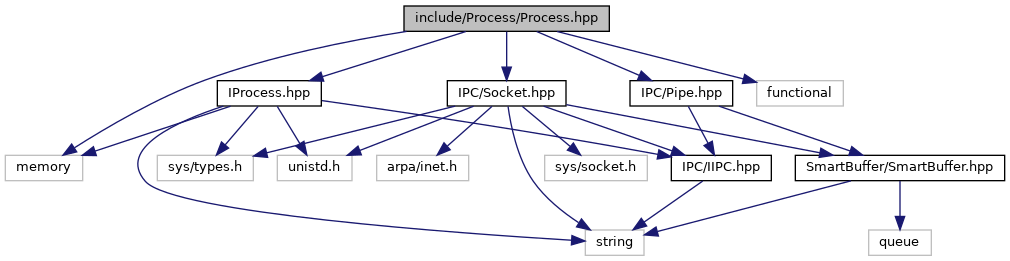 include/Process/Process.hpp
IProcess.hpp
IPC/Socket.hpp
IPC/Pipe.hpp
functional
memory
sys/types.h
unistd.h
arpa/inet.h
sys/socket.h
IPC/IIPC.hpp
SmartBuffer/SmartBuffer.hpp
string
queue